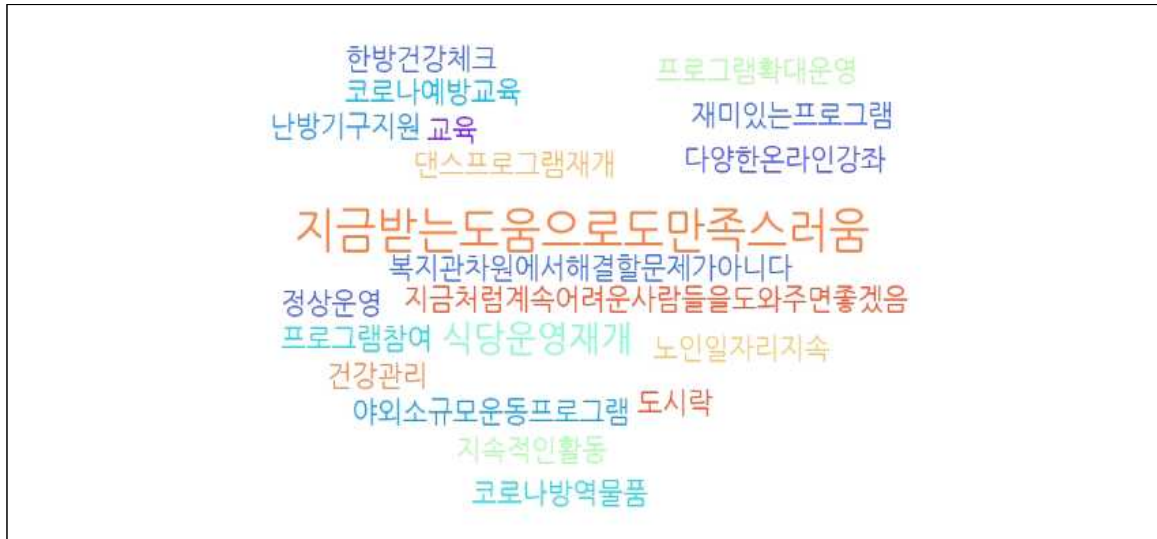 한방건강체크
프로그램확대운영
코로나예방교육
재미있는프로그램
난방기구지원 교육
댄스프로그램재개
다양한온라인강좌
지금받는도움으로도만족스러움
복지관차원에서해결할문제가아니다
정상운영 지금처럼계속어려운사람들을도와주면좋겠음
프로그램참여 식당운영재개 노인일자리지속
건강관리
야외소규모운동프로그램 도시락
지속적인활동
코로나방역물품